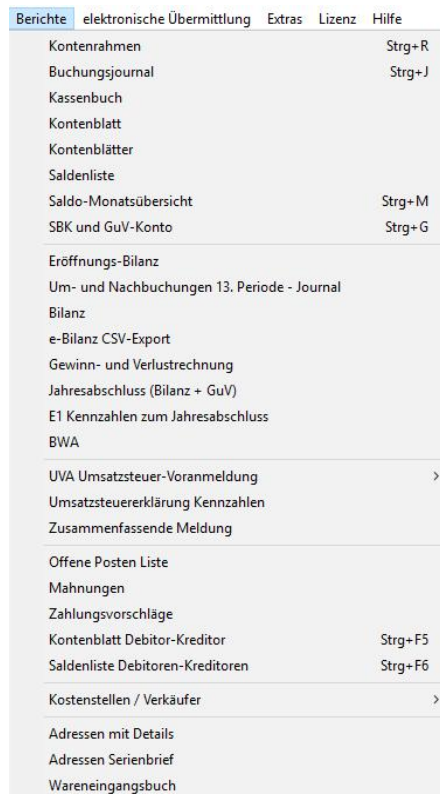 Berichte elektronische Übermittlung Extras Lizenz Hilfe
Kontenrahmen Strg+R
Buchungsjournal Strg+J
Kassenbuch
Kontenblatt
Kontenblätter
Saldenliste
Saldo-Monatsübersicht Strg+M
SBK und GuV-Konto Strg+G
Eröffnungs-Bilanz
Um- und Nachbuchungen 13. Periode - Journal
Bilanz
e-Bilanz CSV-Export
Gewinn- und Verlustrechnung
Jahresabschluss (Bilanz + GuV)
E1 Kennzahlen zum Jahresabschluss
BWA
UVA Umsatzsteuer-Voranmeldung >
Umsatzsteuererklärung Kennzahlen
Zusammenfassende Meldung
Offene Posten Liste
Mahnungen
Zahlungsvorschläge
Kontenblatt Debitor-Kreditor Strg+F5
Saldenliste Debitoren-Kreditoren Strg+F6
Kostenstellen / Verkäufer >
Adressen mit Details
Adressen Serienbrief
Wareneingangsbuch